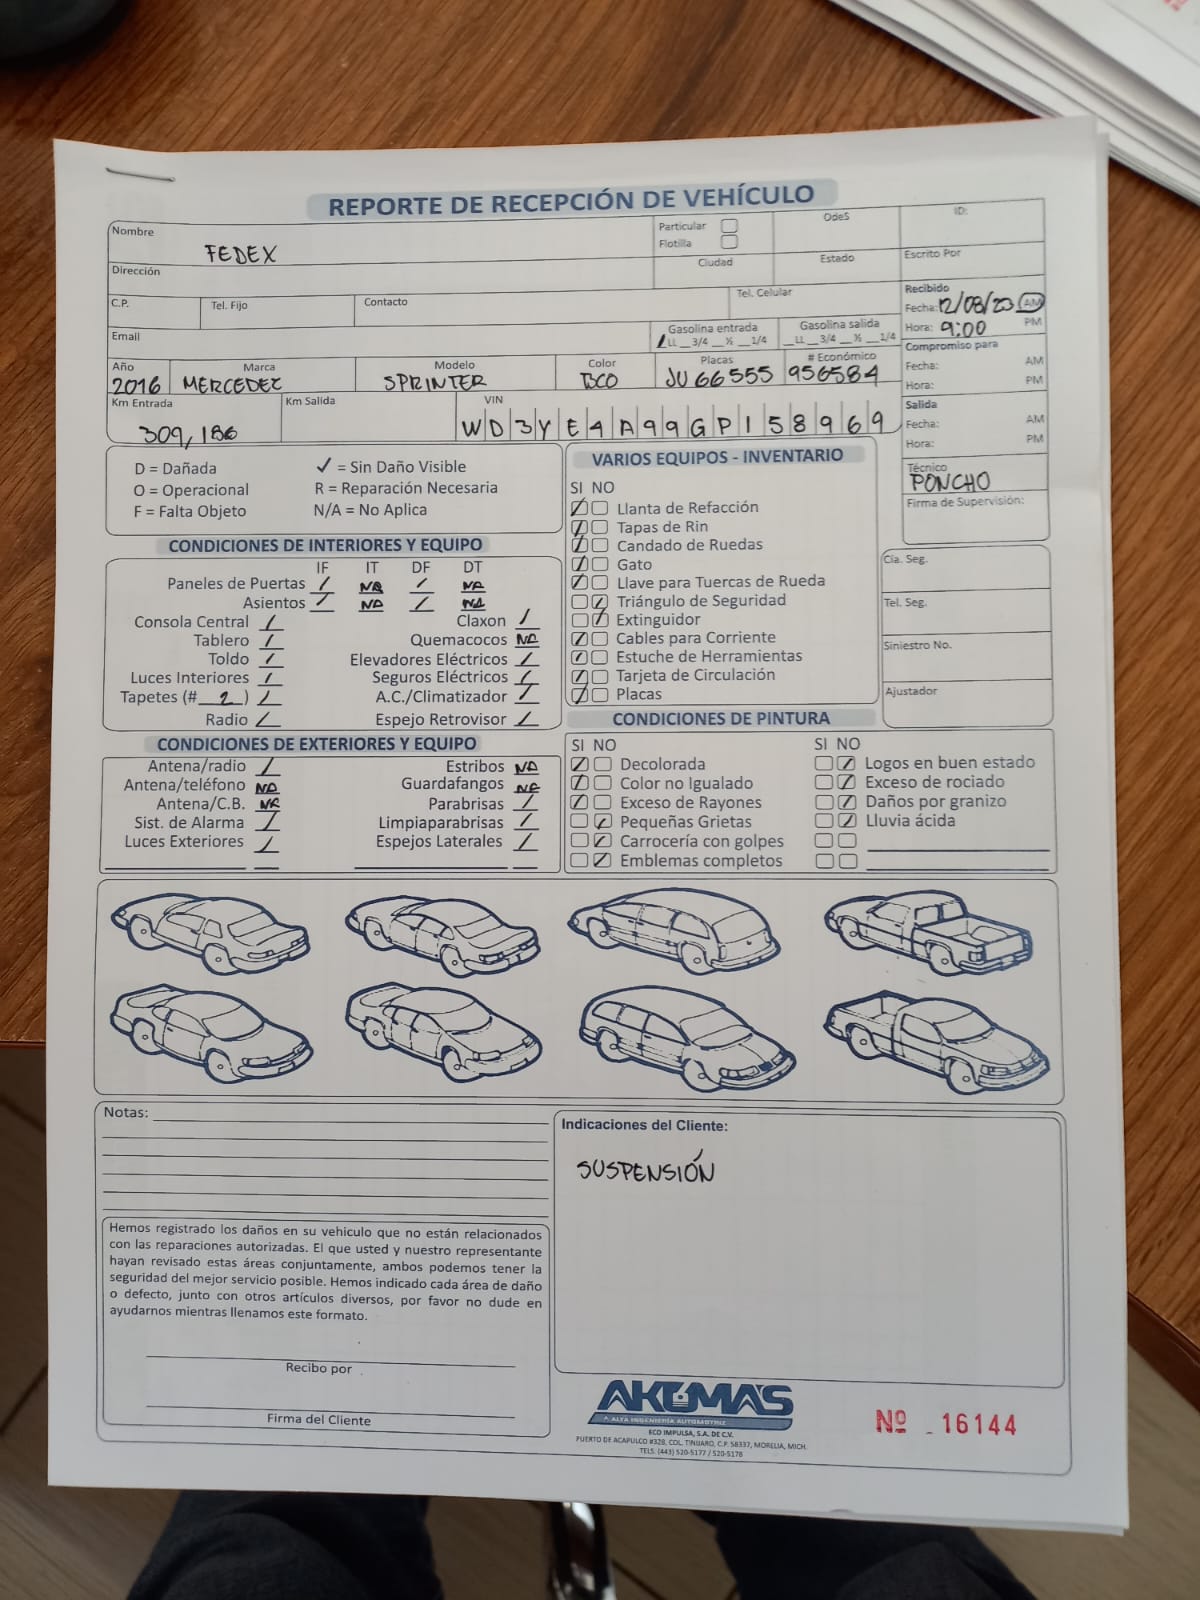 REPORTE DE RECEPCIÓN DE VEHÍCULO
Nombre FEDEX Particular Flotilla OdeS ID:
Dirección Ciudad Estado Escrito Por
C.P. Tel. Fijo Contacto Tel. Celular
Recibido
Fecha: 12/08/20 AM
Hora: 9:00 PM
Email Gasolina entrada Gasolina salida
/LL __3/4 __½ __1/4 __LL __3/4 __½ __1/4
Compromiso para
Fecha: AM
Hora: PM
Año Marca Modelo Color Placas # Económico
2016 MERCEDEC SPRINTER BCO JU66555 956584
Km Entrada Km Salida VIN
309,186 WD3YE4A99GP158969
Salida
Fecha: AM
Hora: PM
Técnico
PONCHO
Firma de Supervisión:
D = Dañada ✓ = Sin Daño Visible
O = Operacional R = Reparación Necesaria
F = Falta Objeto N/A = No Aplica
CONDICIONES DE INTERIORES Y EQUIPO
IF IT DF DT
Paneles de Puertas / NA / NA
Asientos / NA / NA
Consola Central / Claxon /
Tablero / Quemacocos NA
Toldo / Elevadores Eléctricos /
Luces Interiores / Seguros Eléctricos /
Tapetes (# 2 ) / A.C./Climatizador /
Radio / Espejo Retrovisor /
CONDICIONES DE EXTERIORES Y EQUIPO
Antena/radio / Estribos NA
Antena/teléfono NA Guardafangos NA
Antena/C.B. NA Parabrisas /
Sist. de Alarma / Limpiaparabrisas /
Luces Exteriores / Espejos Laterales /
VARIOS EQUIPOS - INVENTARIO
SI NO
Llanta de Refacción
Tapas de Rin
Candado de Ruedas
Gato
Llave para Tuercas de Rueda
Triángulo de Seguridad
Extinguidor
Cables para Corriente
Estuche de Herramientas
Tarjeta de Circulación
Placas
Cía. Seg.
Tel. Seg.
Siniestro No.
Ajustador
CONDICIONES DE PINTURA
SI NO SI NO
Decolorada Logos en buen estado
Color no Igualado Exceso de rociado
Exceso de Rayones Daños por granizo
Pequeñas Grietas Lluvia ácida
Carrocería con golpes
Emblemas completos
Notas:
Indicaciones del Cliente:
SUSPENSIÓN
Hemos registrado los daños en su vehiculo que no están relacionados
con las reparaciones autorizadas. El que usted y nuestro representante
hayan revisado estas áreas conjuntamente, ambos podemos tener la
seguridad del mejor servicio posible. Hemos indicado cada área de daño
o defecto, junto con otros artículos diversos, por favor no dude en
ayudarnos mientras llenamos este formato.
Recibo por
Firma del Cliente
AKUMA'S
ALTA INGENIERÍA AUTOMOTRIZ
ECO IMPULSA, S.A. DE C.V.
PUERTO DE ACAPULCO #328, COL. TINIJARO, C.P. 58337, MORELIA, MICH.
TELS. (443) 520-5177 / 520-5178
Nº 16144